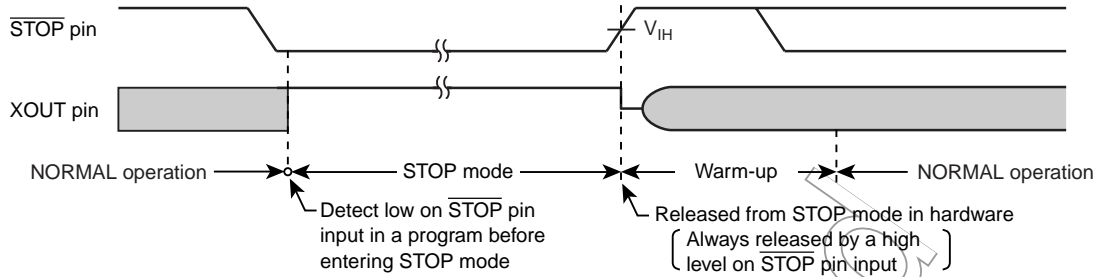 STOP pin
VIH
XOUT pin
NORMAL operation
STOP mode
Warm-up
NORMAL operation
Detect low on STOP pin
input in a program before
entering STOP mode
Released from STOP mode in hardware
Always released by a high
level on STOP pin input